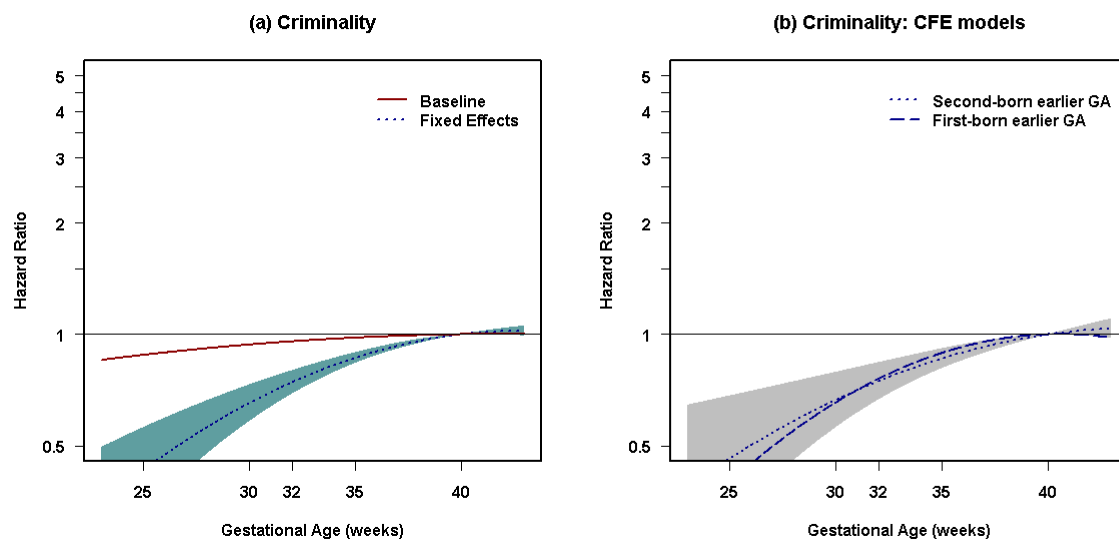 (a) Criminality
Hazard Ratio
5
4
3
2
1
0.5
Baseline
Fixed Effects
25 30 32 35 40
Gestational Age (weeks)
(b) Criminality: CFE models
Hazard Ratio
5
4
3
2
1
0.5
Second-born earlier GA
First-born earlier GA
25 30 32 35 40
Gestational Age (weeks)